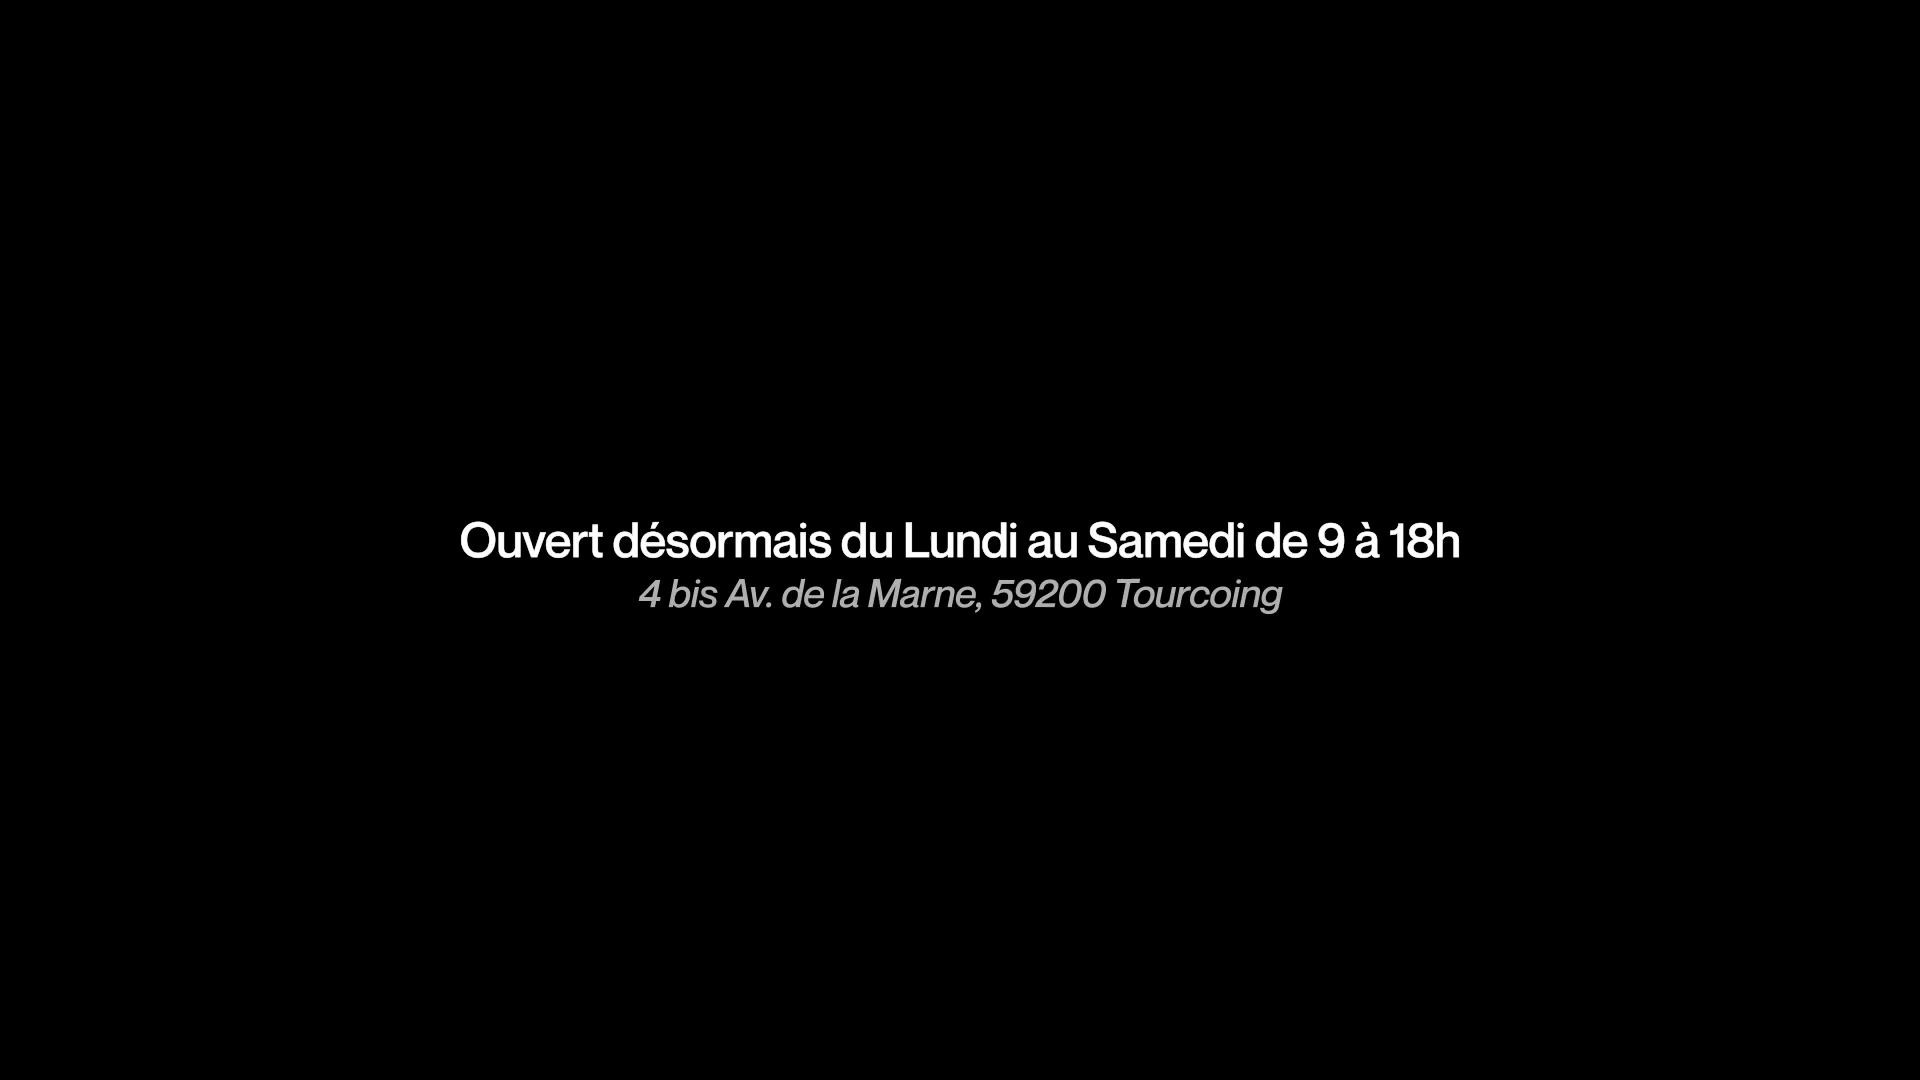 Ouvert désormais du Lundi au Samedi de 9 à 18h
4 bis Av. de la Marne, 59200 Tourcoing